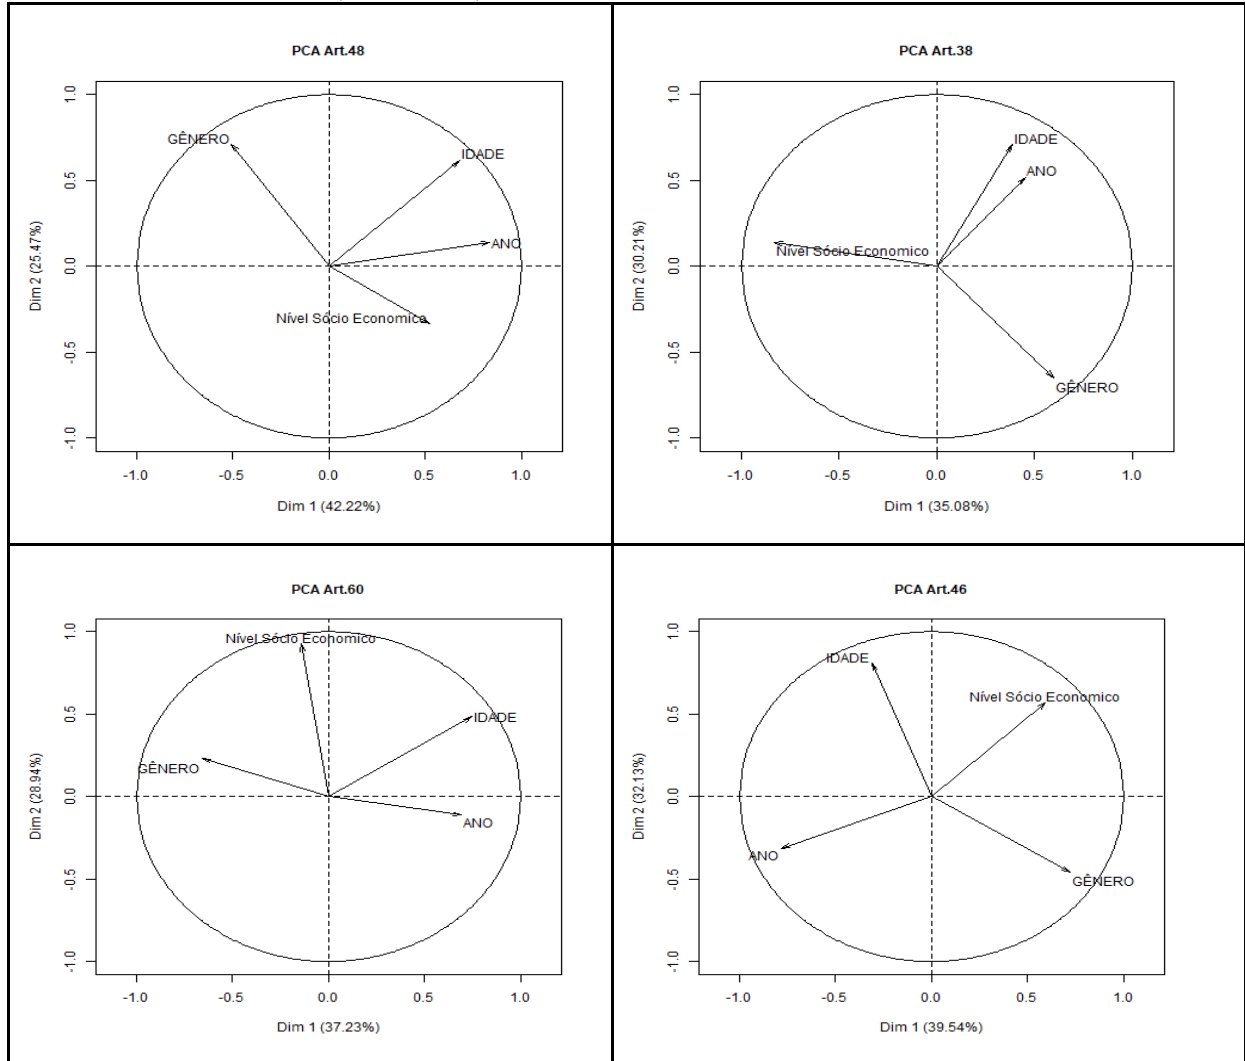 PCA Art.48
GÊNERO
IDADE
ANO
Nível Sócio Economico
Dim 2 (25.47%)
1.0
0.5
0.0
-0.5
-1.0
-1.0 -0.5 0.0 0.5 1.0
Dim 1 (42.22%)
PCA Art.38
IDADE
ANO
Nível Sócio Economico
GÊNERO
Dim 2 (30.21%)
1.0
0.5
0.0
-0.5
-1.0
-1.0 -0.5 0.0 0.5 1.0
Dim 1 (35.08%)
PCA Art.60
Nível Sócio Economico
IDADE
GÊNERO
ANO
Dim 2 (28.94%)
1.0
0.5
0.0
-0.5
-1.0
-1.0 -0.5 0.0 0.5 1.0
Dim 1 (37.23%)
PCA Art.46
IDADE
Nível Sócio Economico
ANO
GÊNERO
Dim 2 (32.13%)
1.0
0.5
0.0
-0.5
-1.0
-1.0 -0.5 0.0 0.5 1.0
Dim 1 (39.54%)